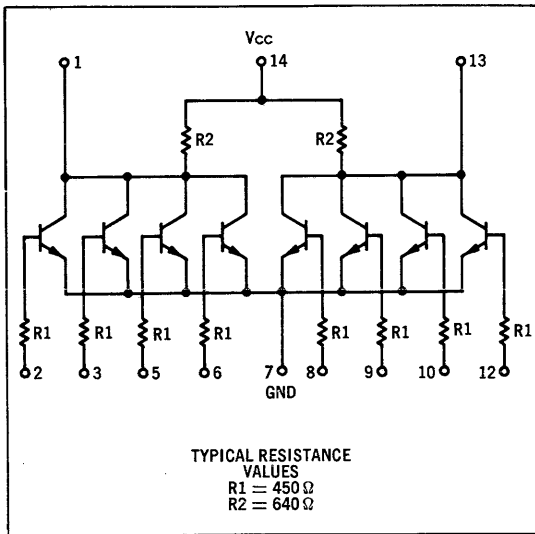 Vcc
1
14
13
R2
R2
R1
R1
R1
R1
R1
R1
R1
R1
2
3
5
6
7
8
9
10
12
GND
TYPICAL RESISTANCE
VALUES
R1 = 450 Ω
R2 = 640 Ω